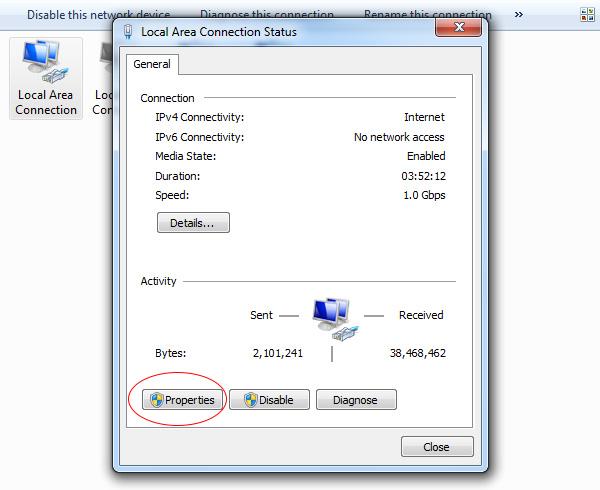 Disable this network device Diagnose this connection Rename this connection »
Local Area Connection Status
General
Local Area
Connection
Connection
IPv4 Connectivity: Internet
IPv6 Connectivity: No network access
Media State: Enabled
Duration: 03:52:12
Speed: 1.0 Gbps
Details...
Activity
Sent Received
Bytes: 2,101,241 38,468,462
Properties Disable Diagnose
Close